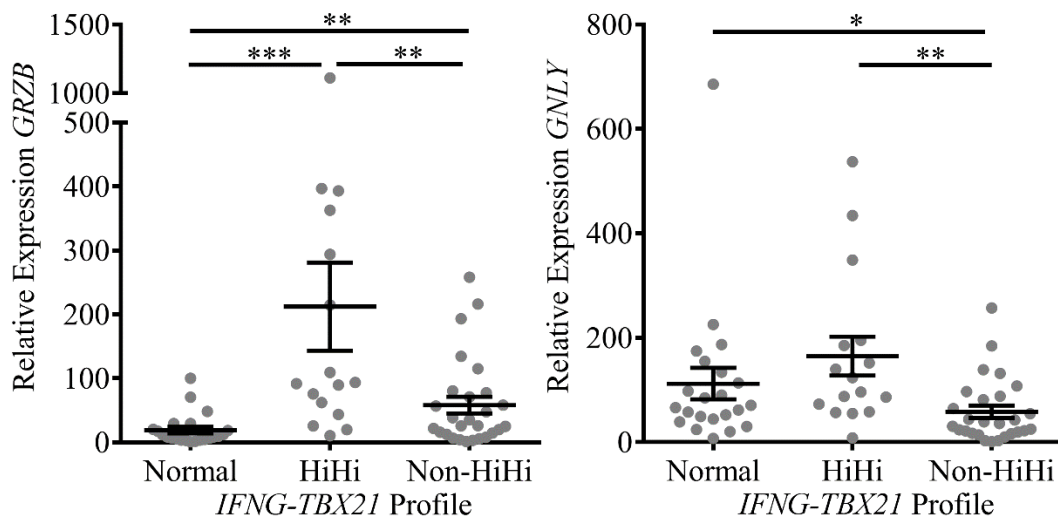 Relative Expression GRZB
1500
1000
500
400
300
200
100
0
**
***
**
Normal
HiHi
Non-HiHi
IFNG-TBX21 Profile
Relative Expression GNLY
800
600
400
200
0
*
**
Normal
HiHi
Non-HiHi
IFNG-TBX21 Profile